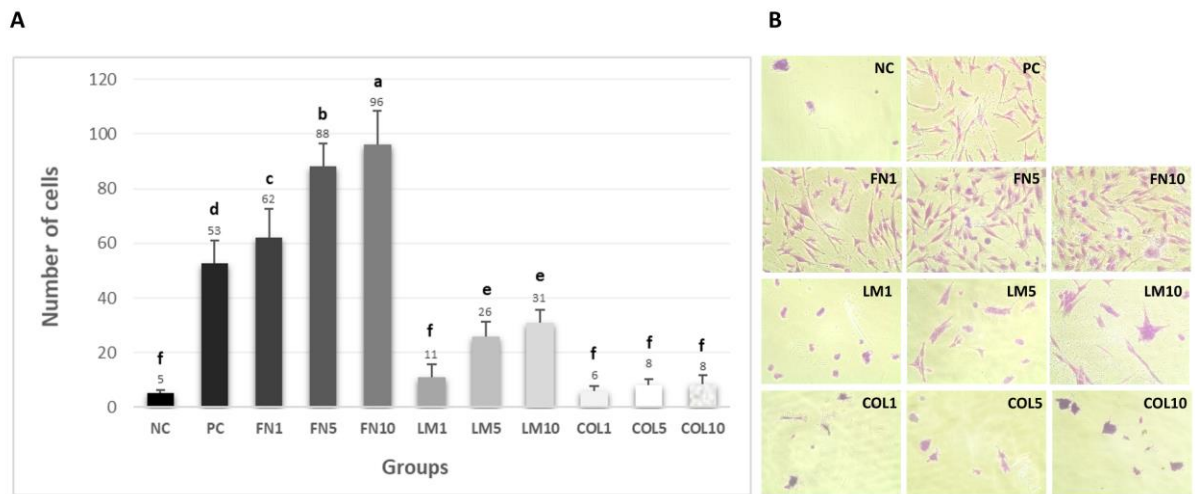 A
B
120
100
80
60
40
20
0
Number of cells
f
5
d
53
c
62
b
88
a
96
f
11
e
26
e
31
f
6
f
8
f
8
NC PC FN1 FN5 FN10 LM1 LM5 LM10 COL1 COL5 COL10
Groups
NC PC
FN1 FN5 FN10
LM1 LM5 LM10
COL1 COL5 COL10